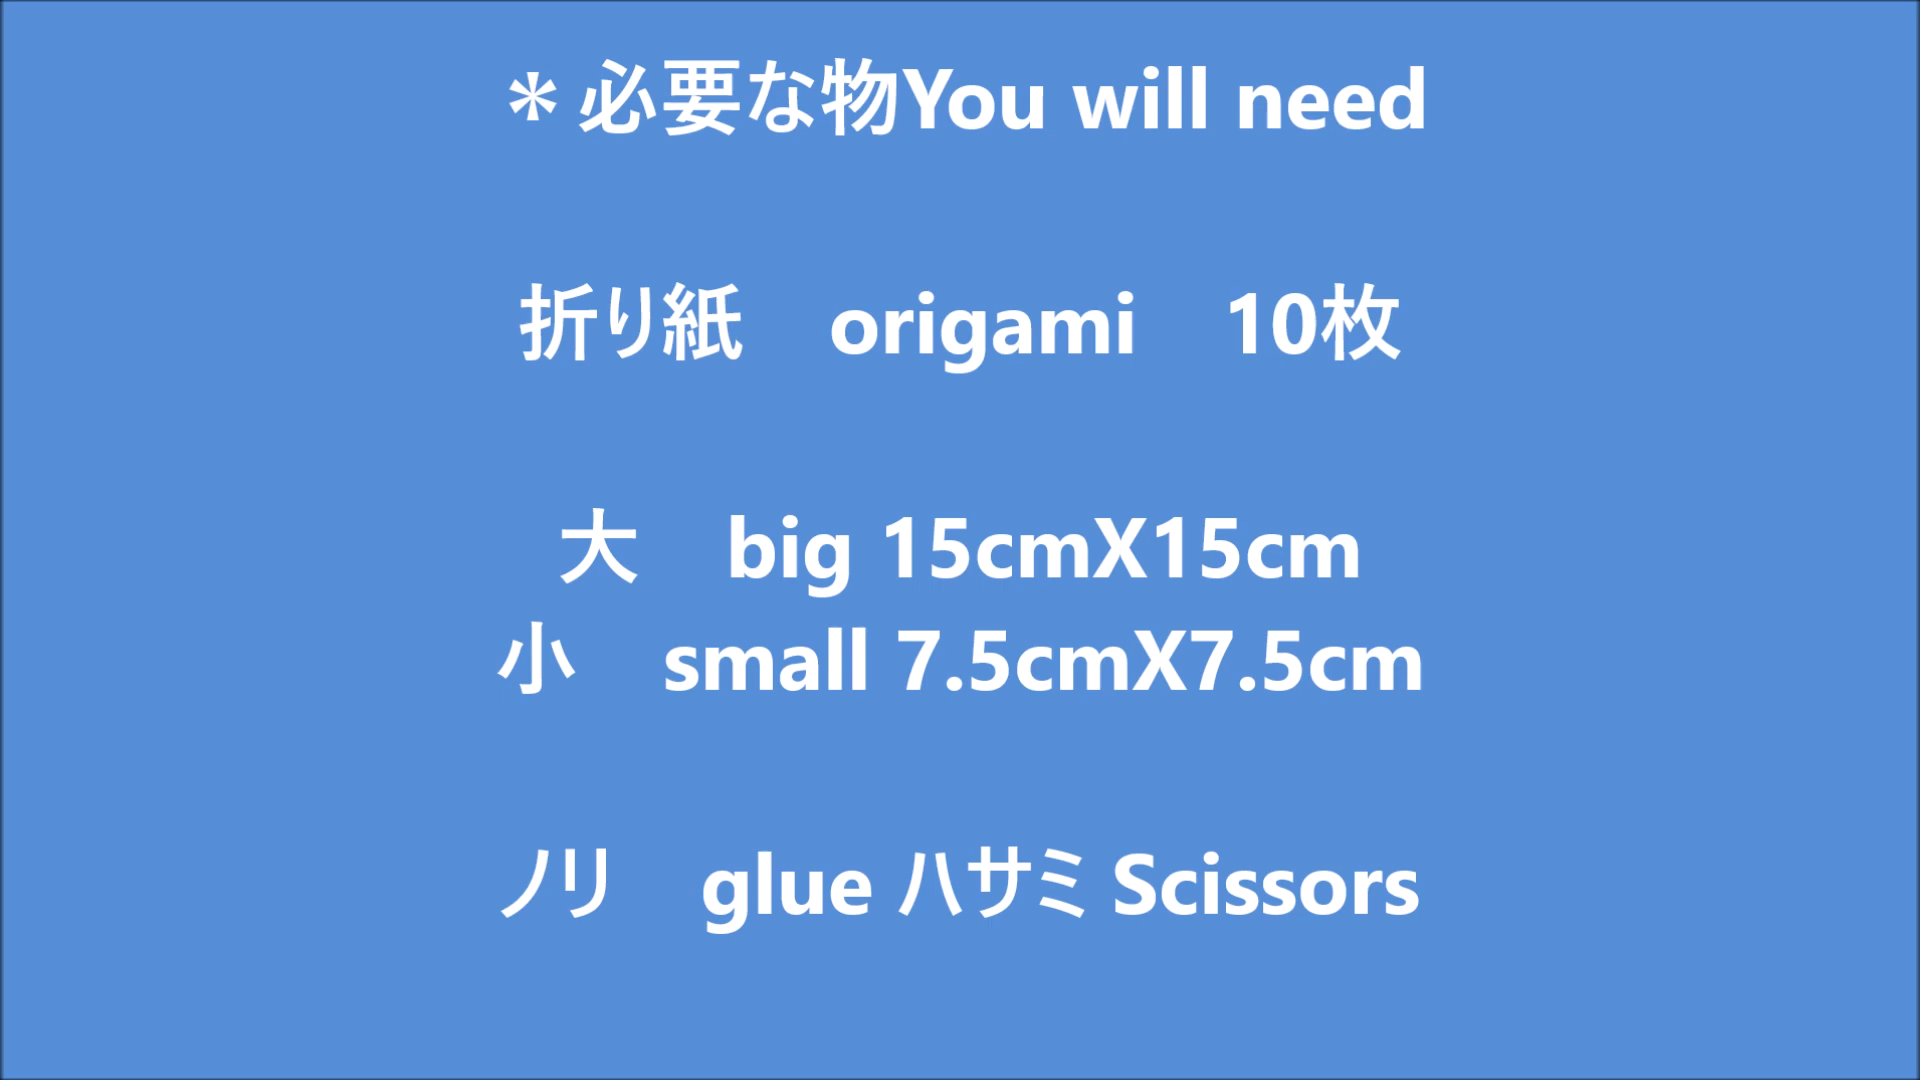 ＊必要な物You will need
折り紙　origami　10枚
大　big 15cmX15cm
小　small 7.5cmX7.5cm
ノリ　glue ハサミ Scissors